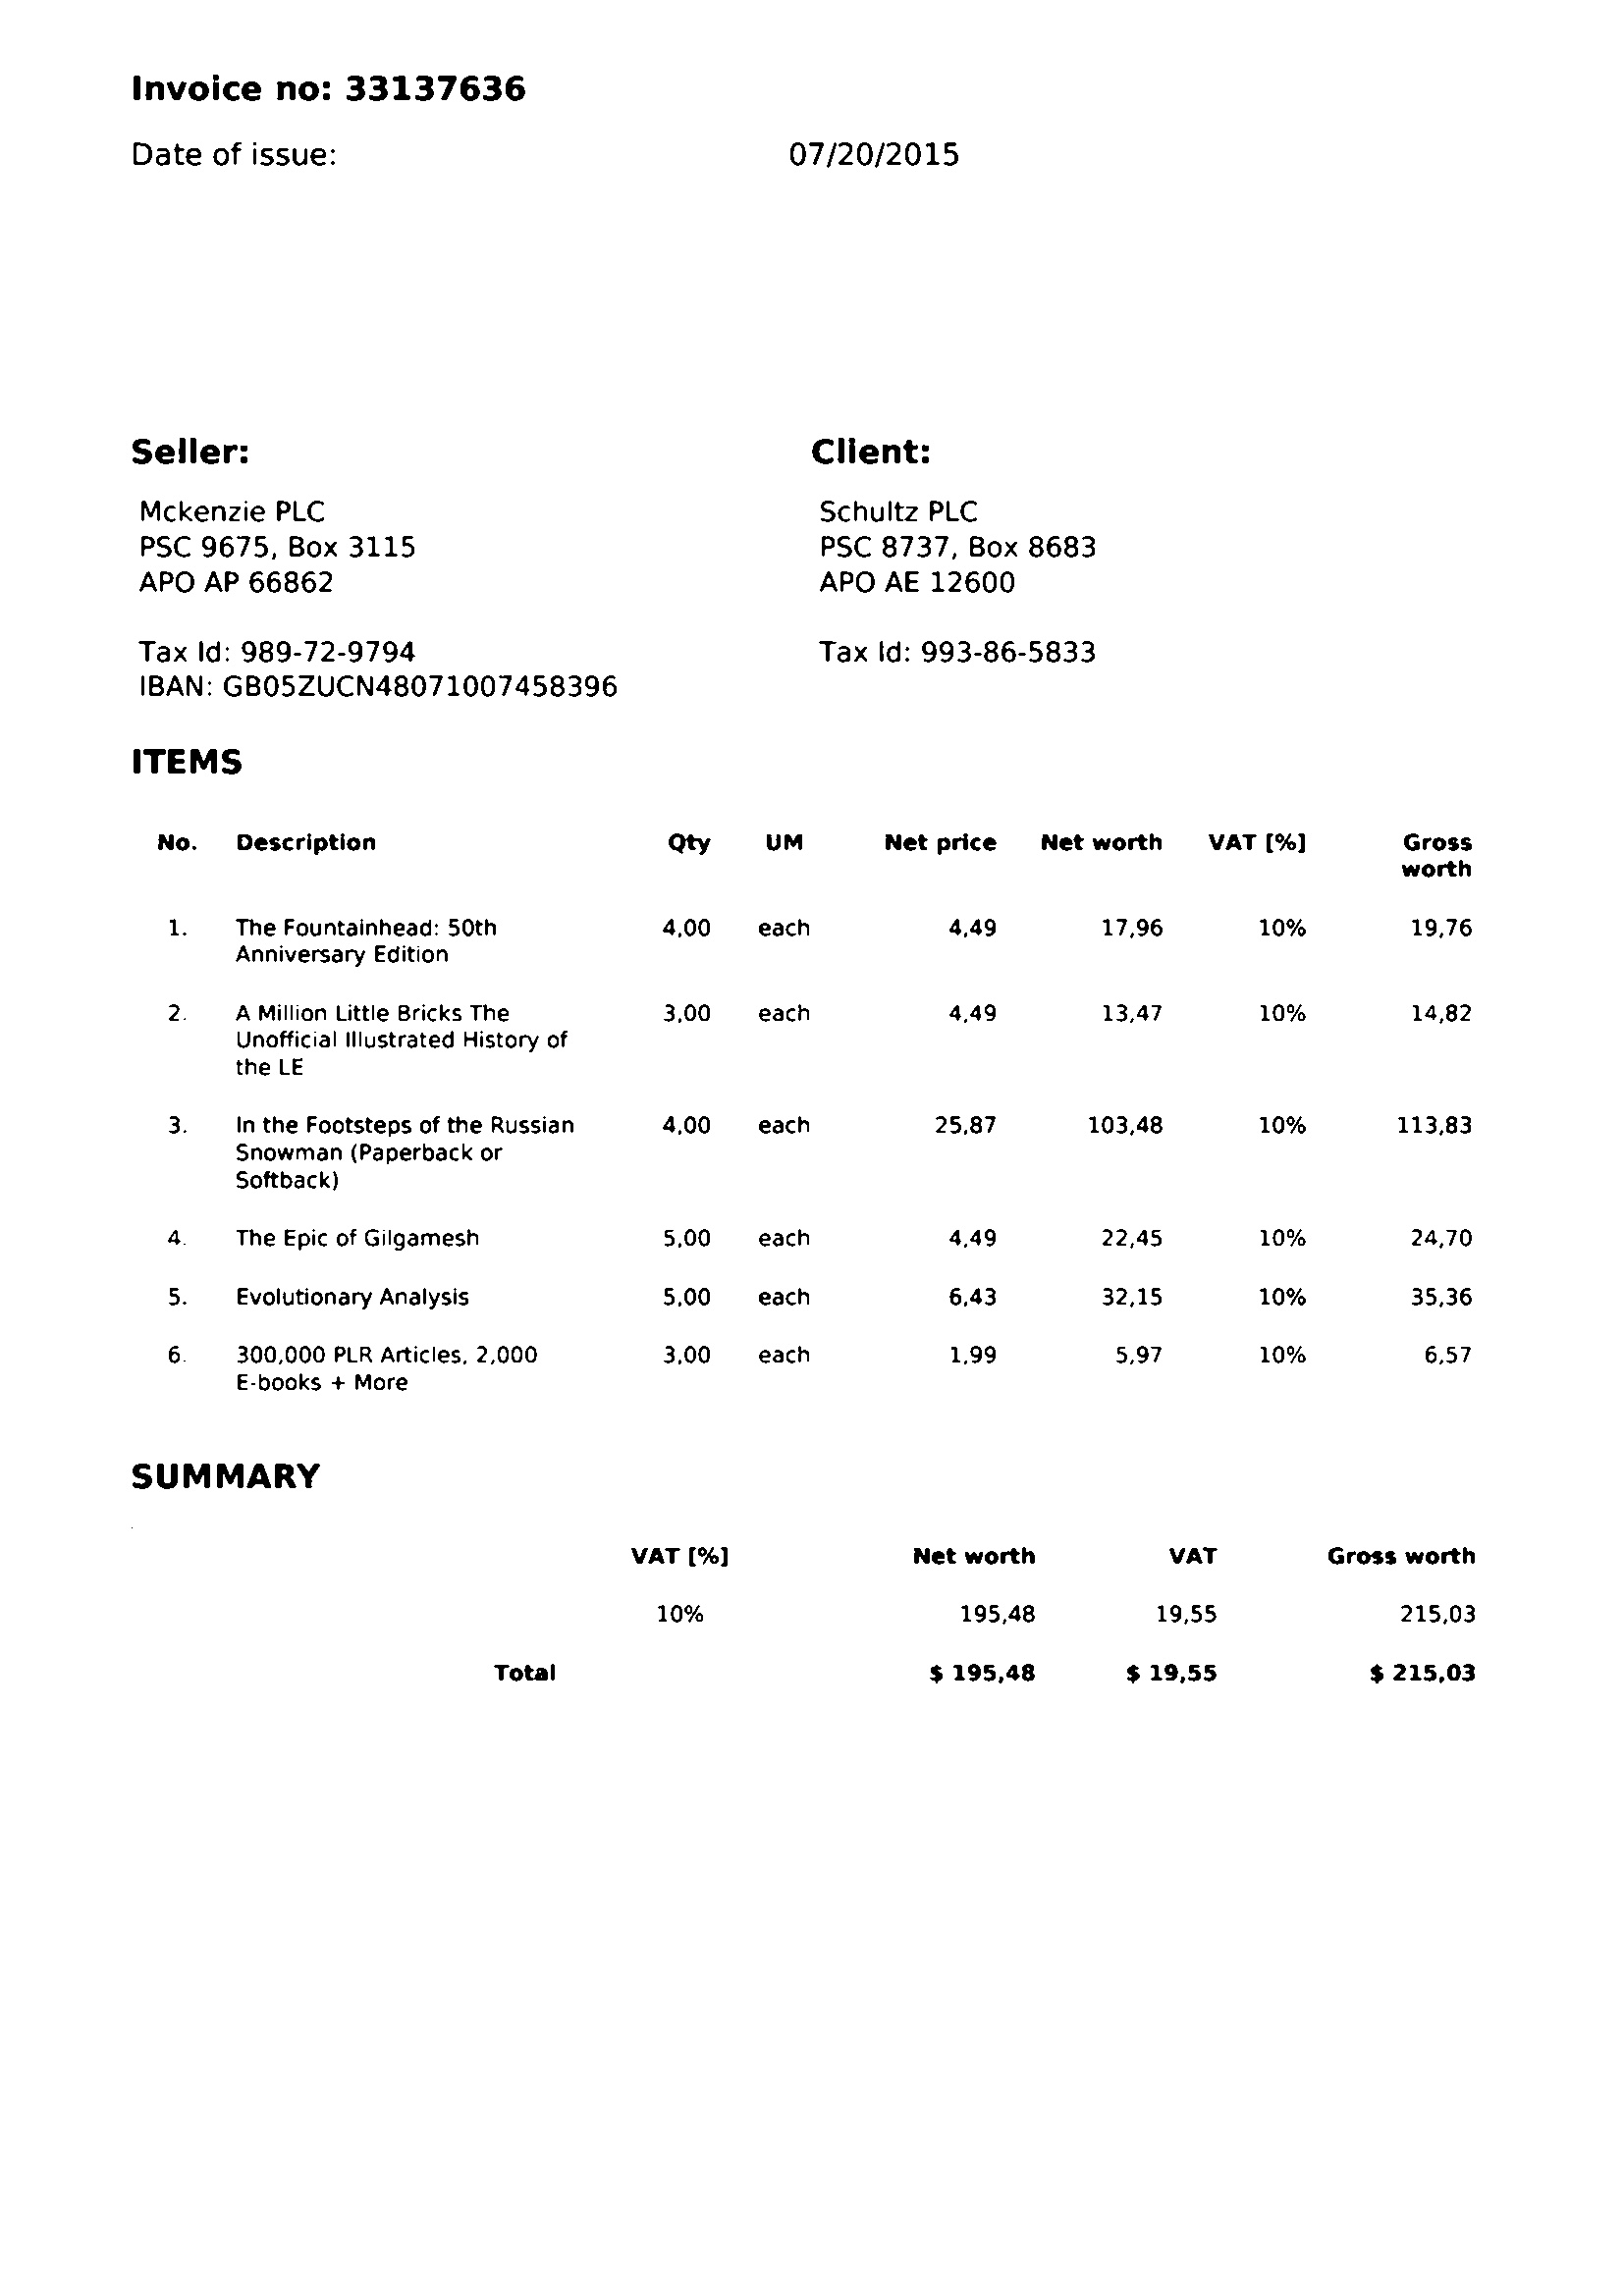 Invoice no: 33137636
Date of issue: 07/20/2015
Seller: Client:
Mckenzie PLC Schultz PLC
PSC 9675, Box 3115 PSC 8737, Box 8683
APO AP 66862 APO AE 12600
Tax Id: 989-72-9794 Tax Id: 993-86-5833
IBAN: GB05ZUCN48071007458396
ITEMS
No. Description Qty UM Net price Net worth VAT [%] Gross
worth
1. The Fountainhead: 50th 4,00 each 4,49 17,96 10% 19,76
Anniversary Edition
2. A Million Little Bricks The 3,00 each 4,49 13,47 10% 14,82
Unofficial Illustrated History of
the LE
3. In the Footsteps of the Russian 4,00 each 25,87 103,48 10% 113,83
Snowman (Paperback or
Softback)
4. The Epic of Gilgamesh 5,00 each 4,49 22,45 10% 24,70
5. Evolutionary Analysis 5,00 each 6,43 32,15 10% 35,36
6. 300,000 PLR Articles, 2,000 3,00 each 1,99 5,97 10% 6,57
E-books + More
SUMMARY
VAT [%] Net worth VAT Gross worth
10% 195,48 19,55 215,03
Total $ 195,48 $ 19,55 $ 215,03